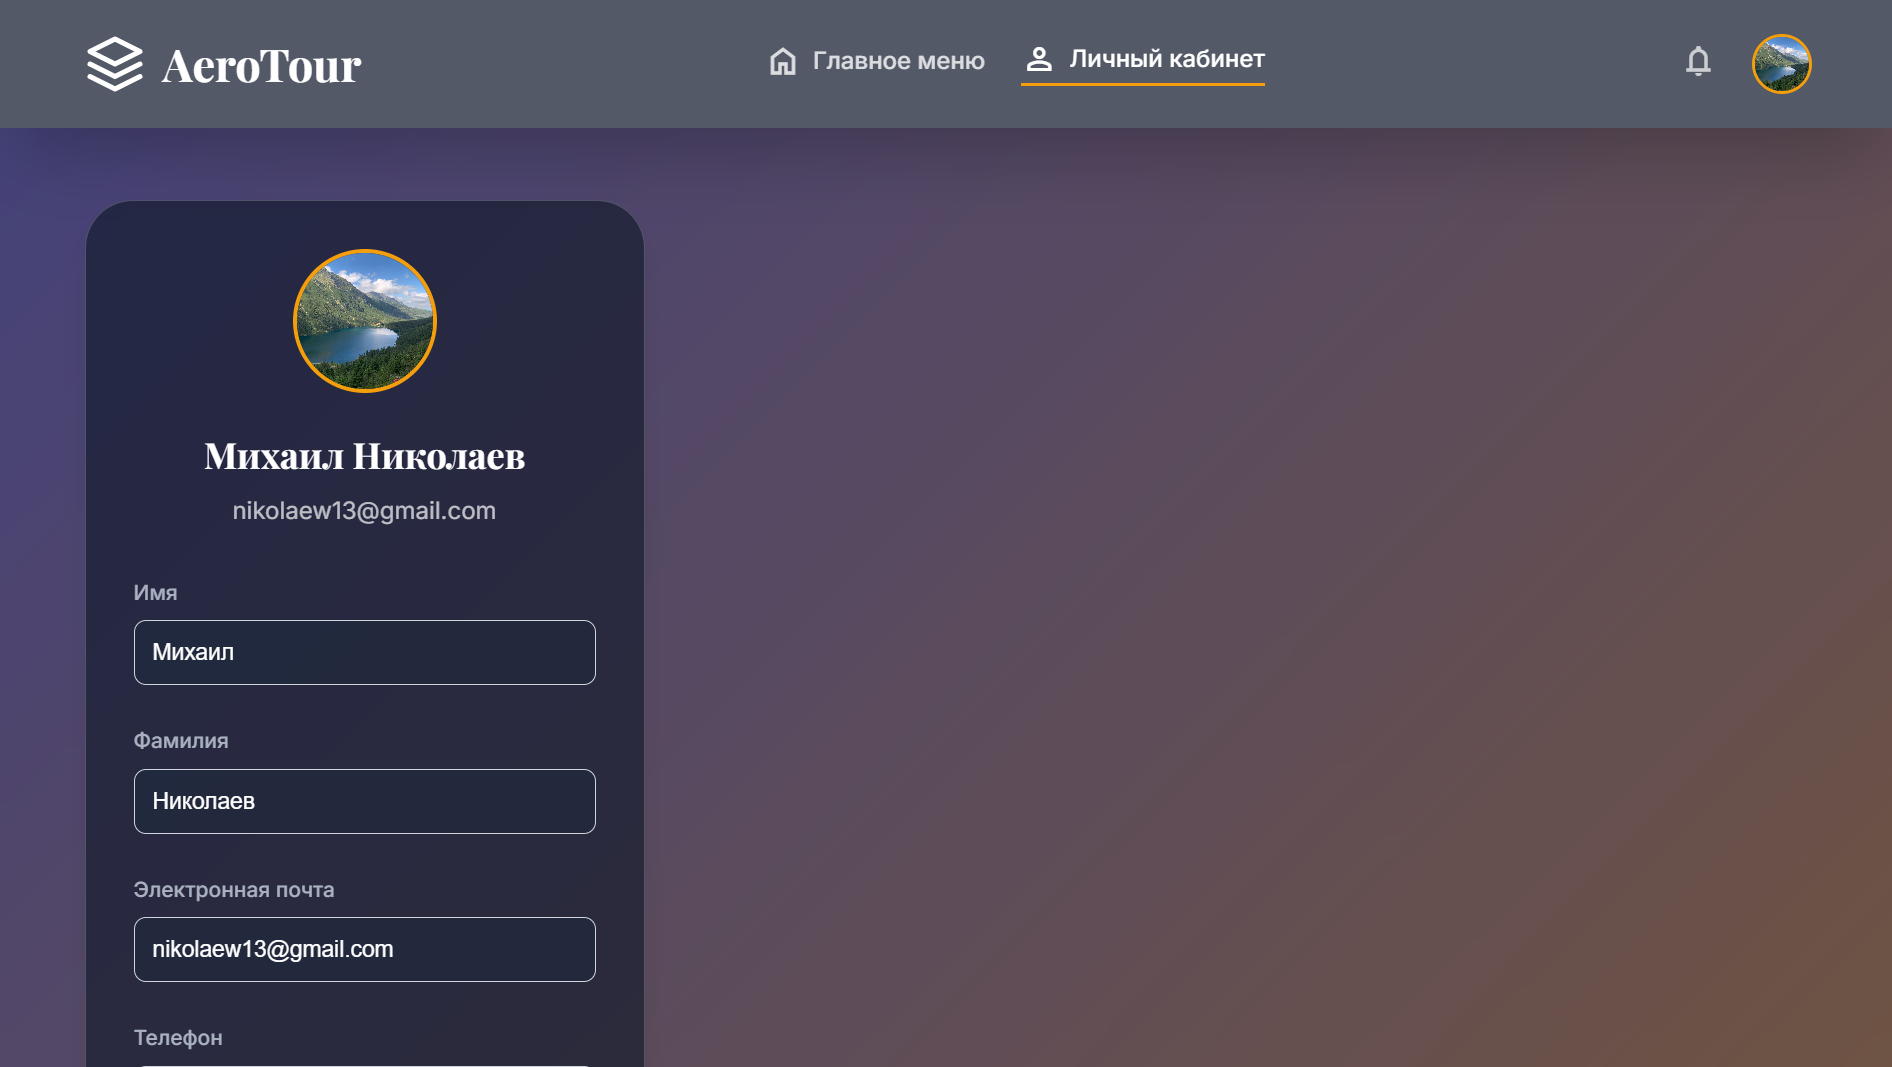 AeroTour
Главное меню
Личный кабинет
Михаил Николаев
nikolaew13@gmail.com
Имя
Михаил
Фамилия
Николаев
Электронная почта
nikolaew13@gmail.com
Телефон